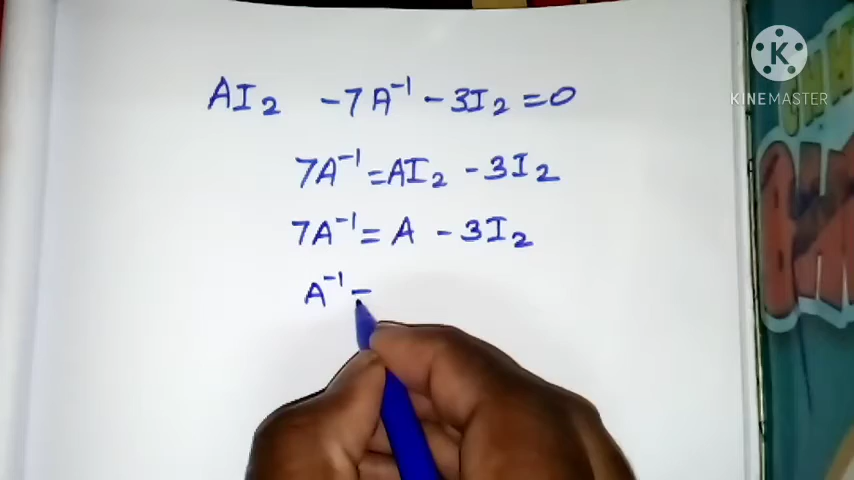 AI₂ -7A⁻¹ -3I₂ =0
7A⁻¹ =AI₂ -3I₂
7A⁻¹ = A -3I₂
A⁻¹ =
K
KINEMASTER